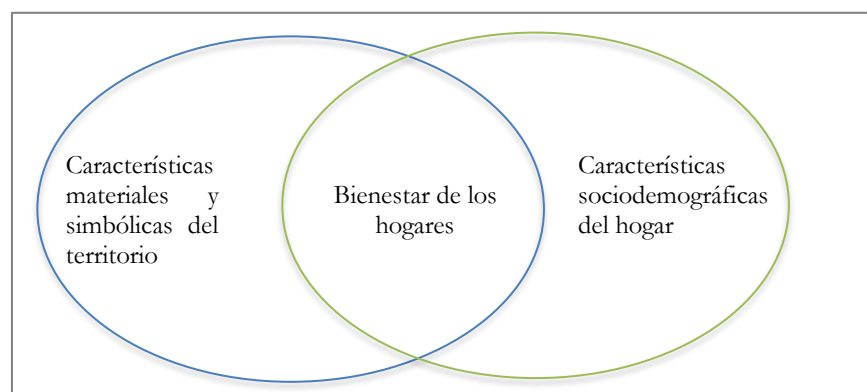 Características
materiales y
simbólicas del
territorio
Bienestar de los
hogares
Características
sociodemográficas
del hogar